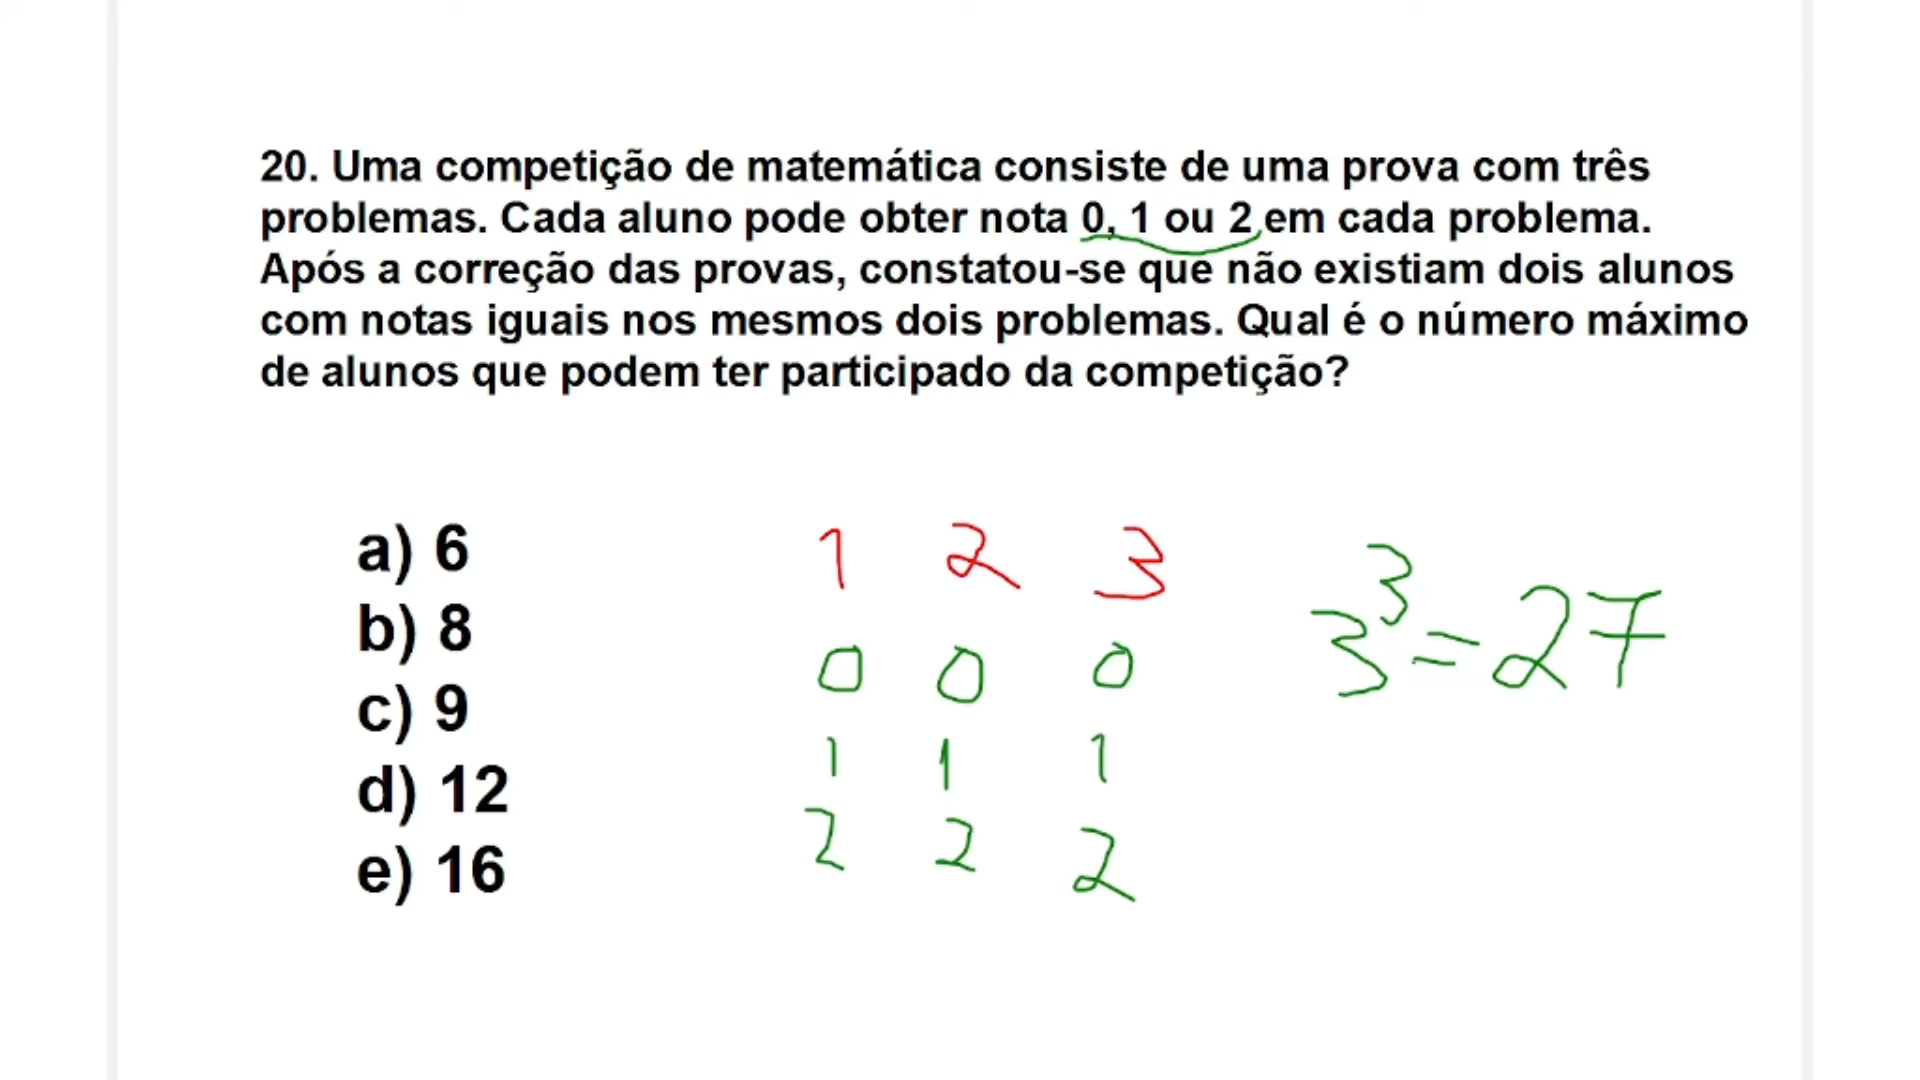 20. Uma competição de matemática consiste de uma prova com três
problemas. Cada aluno pode obter nota 0, 1 ou 2 em cada problema.
Após a correção das provas, constatou-se que não existiam dois alunos
com notas iguais nos mesmos dois problemas. Qual é o número máximo
de alunos que podem ter participado da competição?
a) 6
b) 8
c) 9
d) 12
e) 16
1 2 3
0 0 0
1 1 1
2 2 2
3³=27